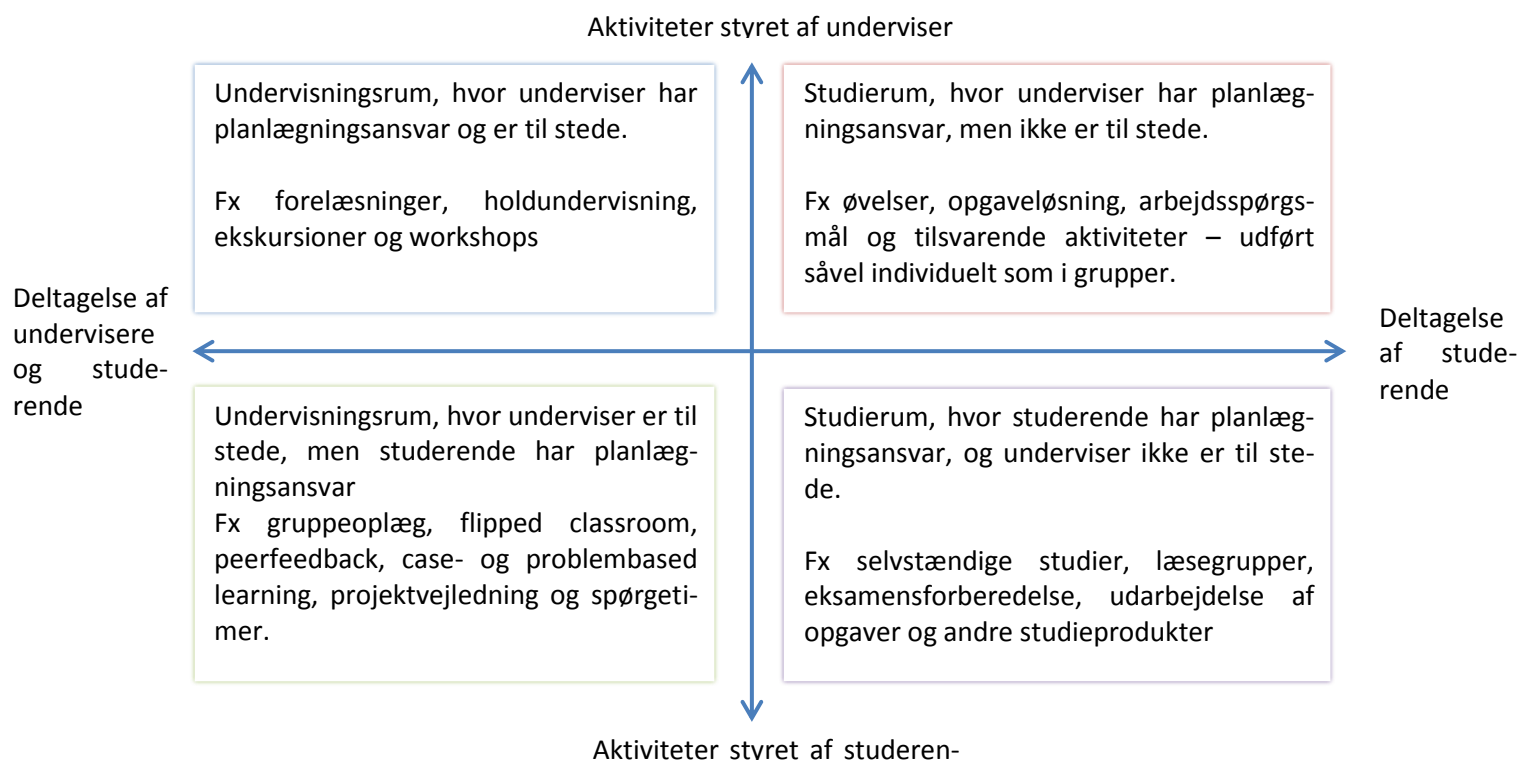 Aktiviteter styret af underviser
Undervisningsrum, hvor underviser har
planlægningsansvar og er til stede.
Fx forelæsninger, holdundervisning,
ekskursioner og workshops
Studierum, hvor underviser har planlæg-
ningsansvar, men ikke er til stede.
Fx øvelser, opgaveløsning, arbejdsspørgs-
mål og tilsvarende aktiviteter – udført
såvel individuelt som i grupper.
Deltagelse af
undervisere
og stude-
rende
Deltagelse
af stude-
rende
Undervisningsrum, hvor underviser er til
stede, men studerende har planlæg-
ningsansvar
Fx gruppeoplæg, flipped classroom,
peerfeedback, case- og problembased
learning, projektvejledning og spørgeti-
mer.
Studierum, hvor studerende har planlæg-
ningsansvar, og underviser ikke er til ste-
de.
Fx selvstændige studier, læsegrupper,
eksamensforberedelse, udarbejdelse af
opgaver og andre studieprodukter
Aktiviteter styret af studeren-